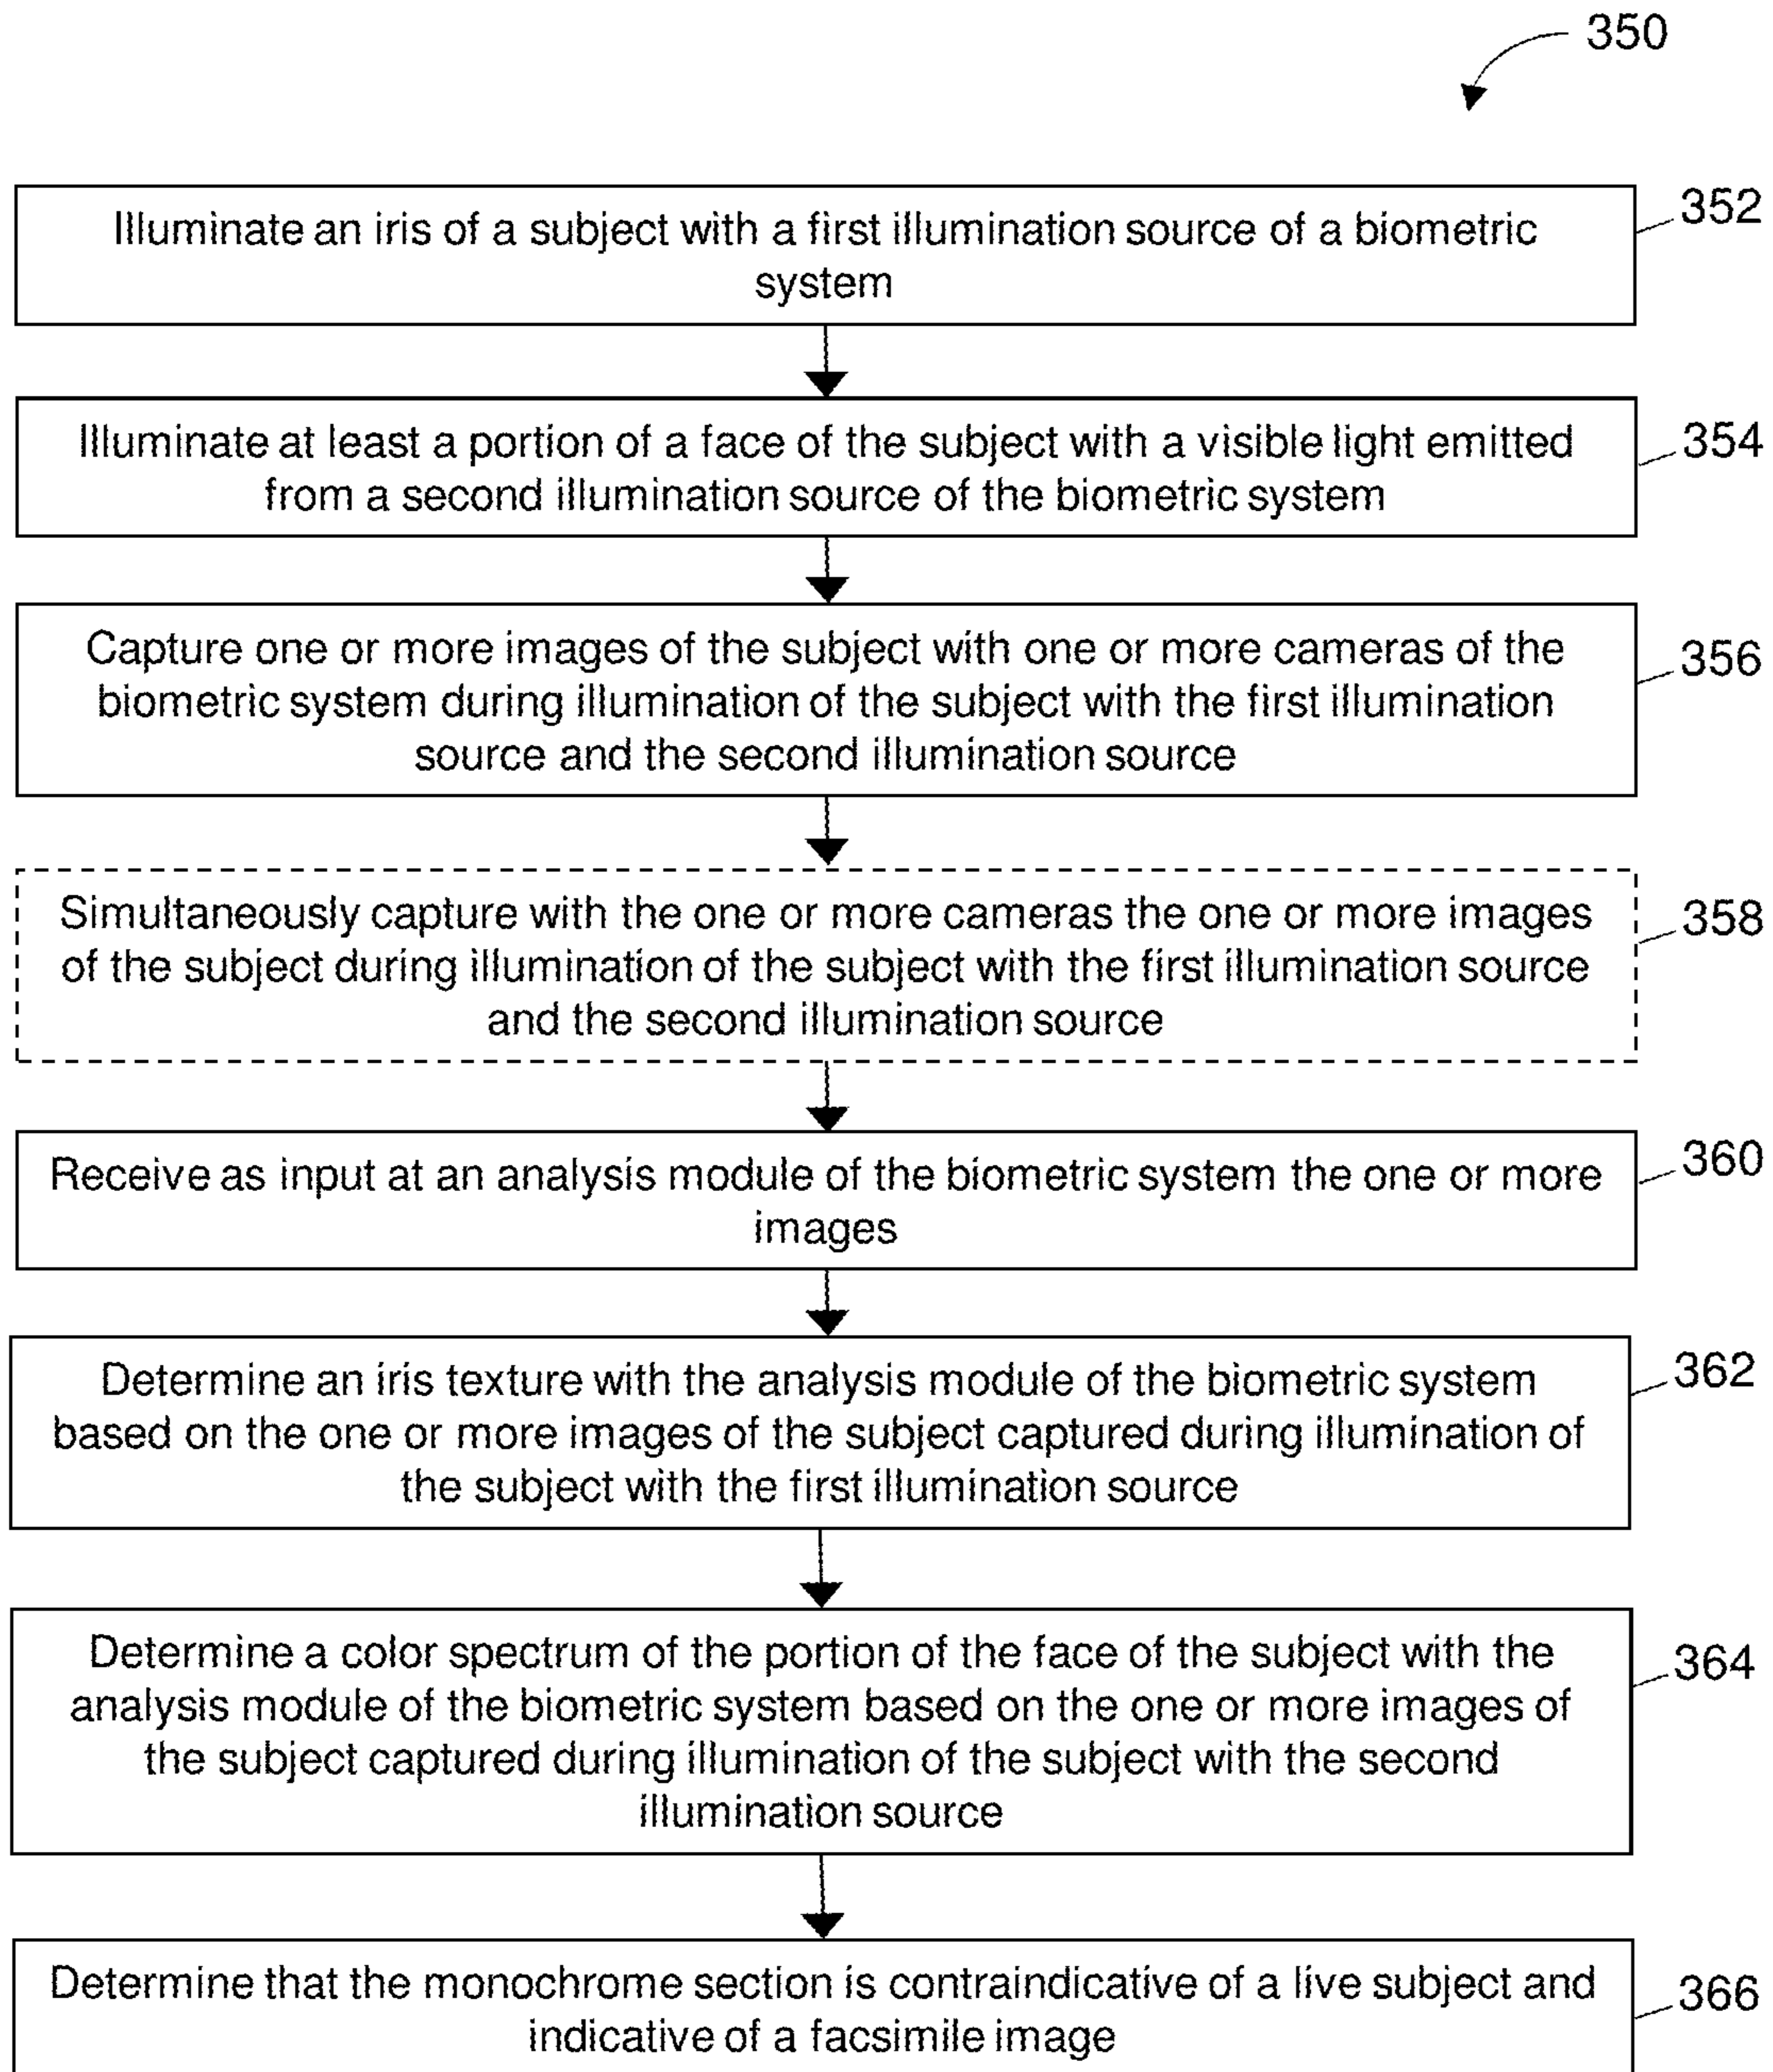 350
Illuminate an iris of a subject with a first illumination source of a biometric
system
352
Illuminate at least a portion of a face of the subject with a visible light emitted
from a second illumination source of the biometric system
354
Capture one or more images of the subject with one or more cameras of the
biometric system during illumination of the subject with the first illumination
source and the second illumination source
356
Simultaneously capture with the one or more cameras the one or more images
of the subject during illumination of the subject with the first illumination source
and the second illumination source
358
Receive as input at an analysis module of the biometric system the one or more
images
360
Determine an iris texture with the analysis module of the biometric system
based on the one or more images of the subject captured during illumination of
the subject with the first illumination source
362
Determine a color spectrum of the portion of the face of the subject with the
analysis module of the biometric system based on the one or more images of
the subject captured during illumination of the subject with the second
illumination source
364
Determine that the monochrome section is contraindicative of a live subject and
indicative of a facsimile image
366